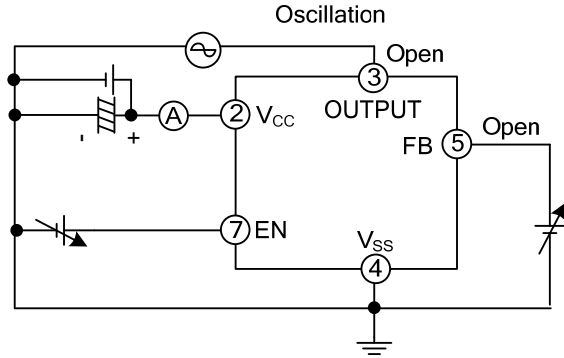 Oscillation
Open
3
OUTPUT
A
2
VCC
- +
FB
5
Open
7
EN
VSS
4